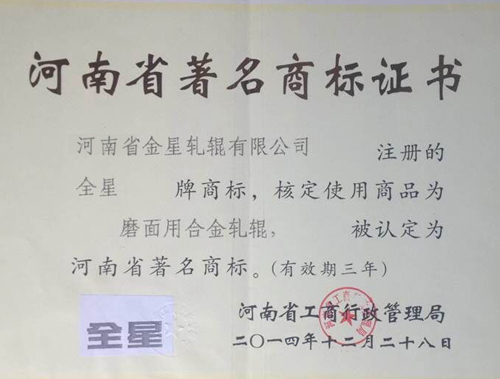 河南省著名商标证书
河南省金星轧辊有限公司 注册的
全星 牌商标，核定使用商品为
磨面用合金轧辊， 被认定为
河南省著名商标。(有效期三年)
河南省工商行政管理局
二〇一四年十二月二十八日
全星